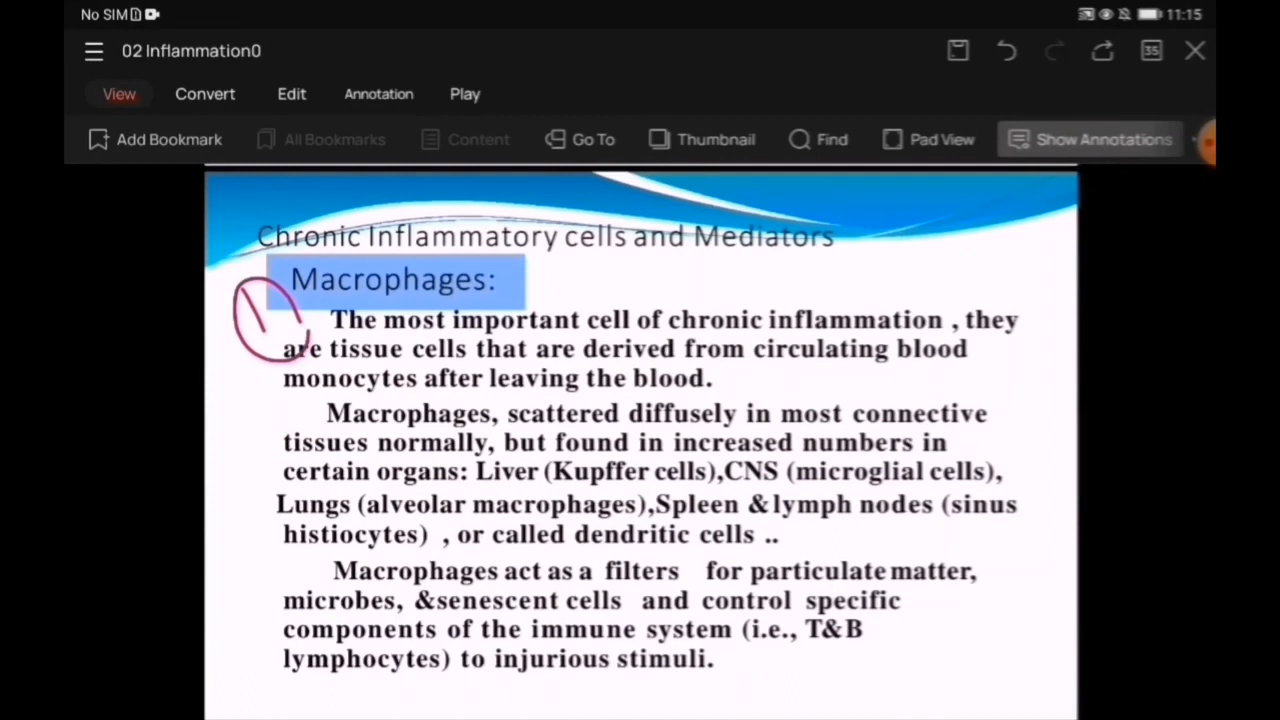 No SIM 11:15
02 Inflammation0 35
View Convert Edit Annotation Play
Add Bookmark All Bookmarks Content Go To Thumbnail Find Pad View Show Annotations
Chronic Inflammatory cells and Mediators
Macrophages:
1
The most important cell of chronic inflammation , they
are tissue cells that are derived from circulating blood
monocytes after leaving the blood.
Macrophages, scattered diffusely in most connective
tissues normally, but found in increased numbers in
certain organs: Liver (Kupffer cells),CNS (microglial cells),
Lungs (alveolar macrophages),Spleen & lymph nodes (sinus
histiocytes) , or called dendritic cells ..
Macrophages act as a filters for particulate matter,
microbes, &senescent cells and control specific
components of the immune system (i.e., T&B
lymphocytes) to injurious stimuli.